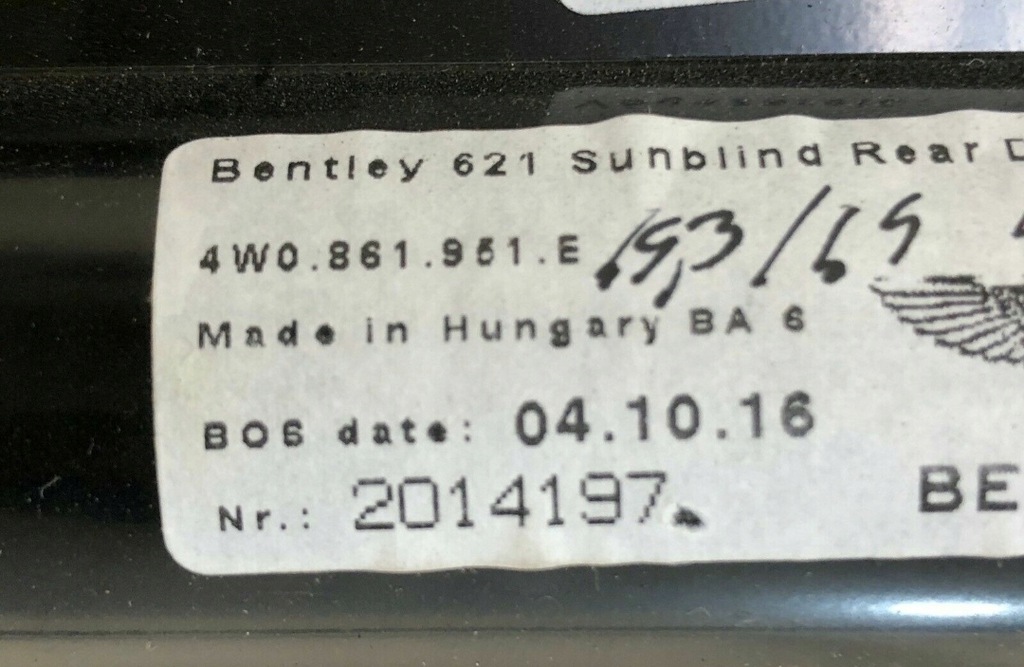 Bentley 621 Sunblind Rear D
4W0.861.951.E
Made in Hungary BA 6
BOS date: 04.10.16
Nr.: 2014197
BE